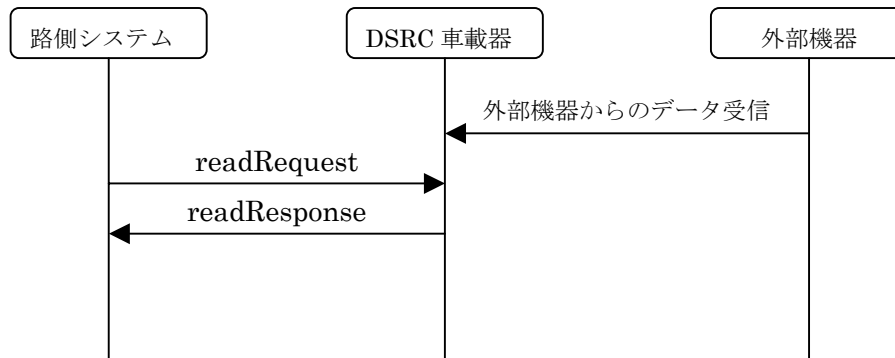 路側システム
DSRC 車載器
外部機器
外部機器からのデータ受信
readRequest
readResponse